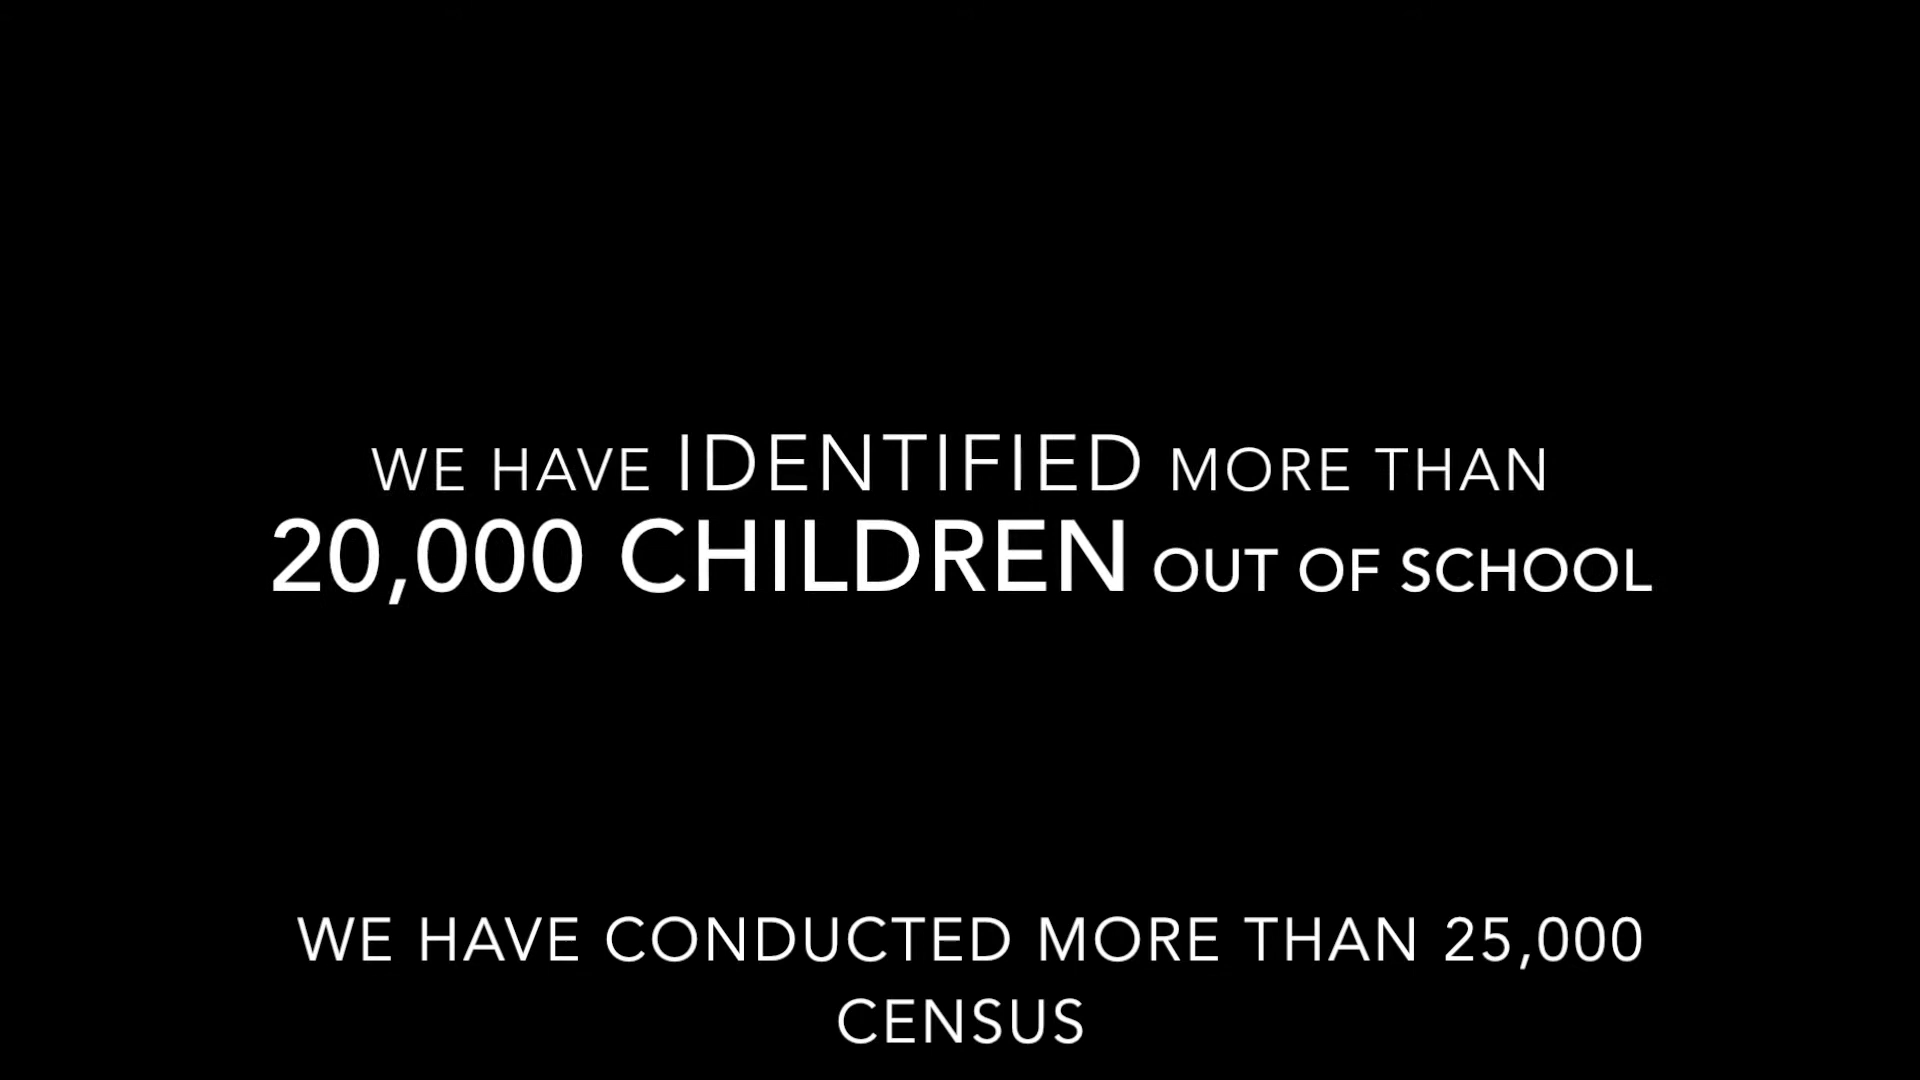 WE HAVE IDENTIFIED MORE THAN
20,000 CHILDREN OUT OF SCHOOL
WE HAVE CONDUCTED MORE THAN 25,000
CENSUS